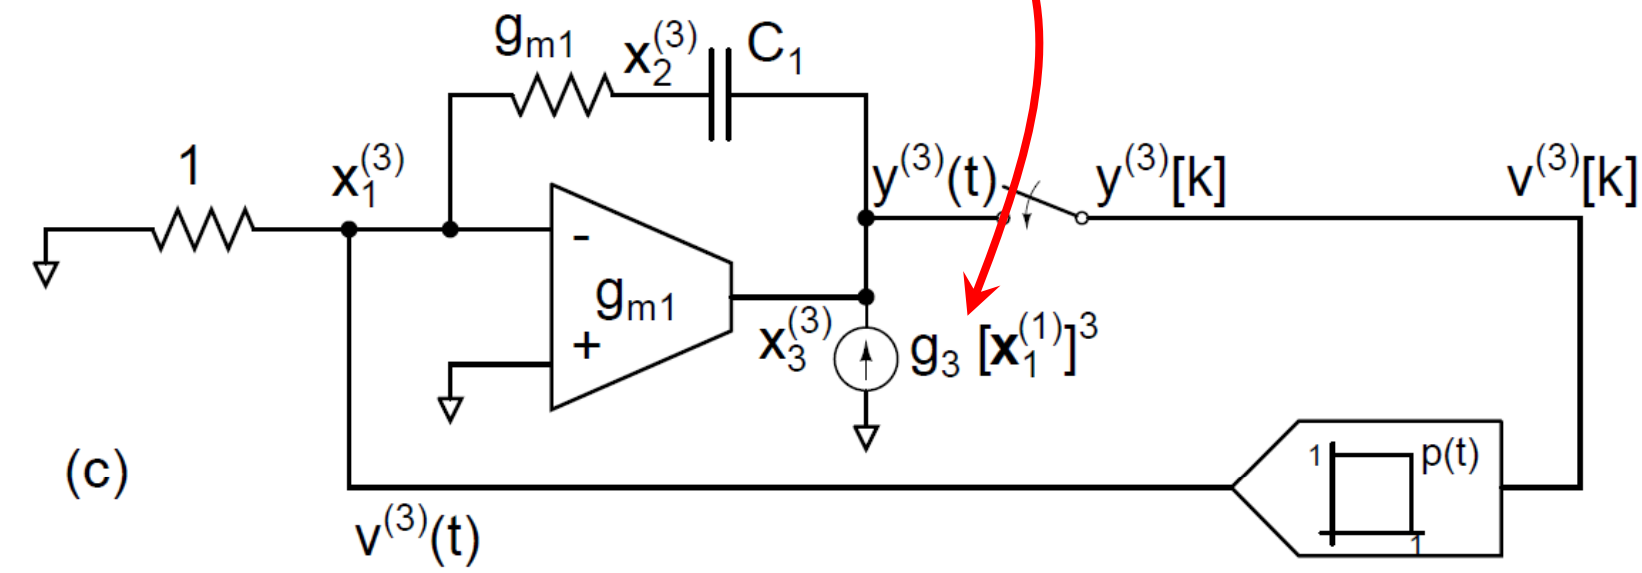 g_m1 x_2^(3) C_1
1 x_1^(3) y^(3)(t) y^(3)[k] v^(3)[k]
-
g_m1
+ x_3^(3) g_3 [x_1^(1)]^3
(c) 1 p(t)
1
v^(3)(t)